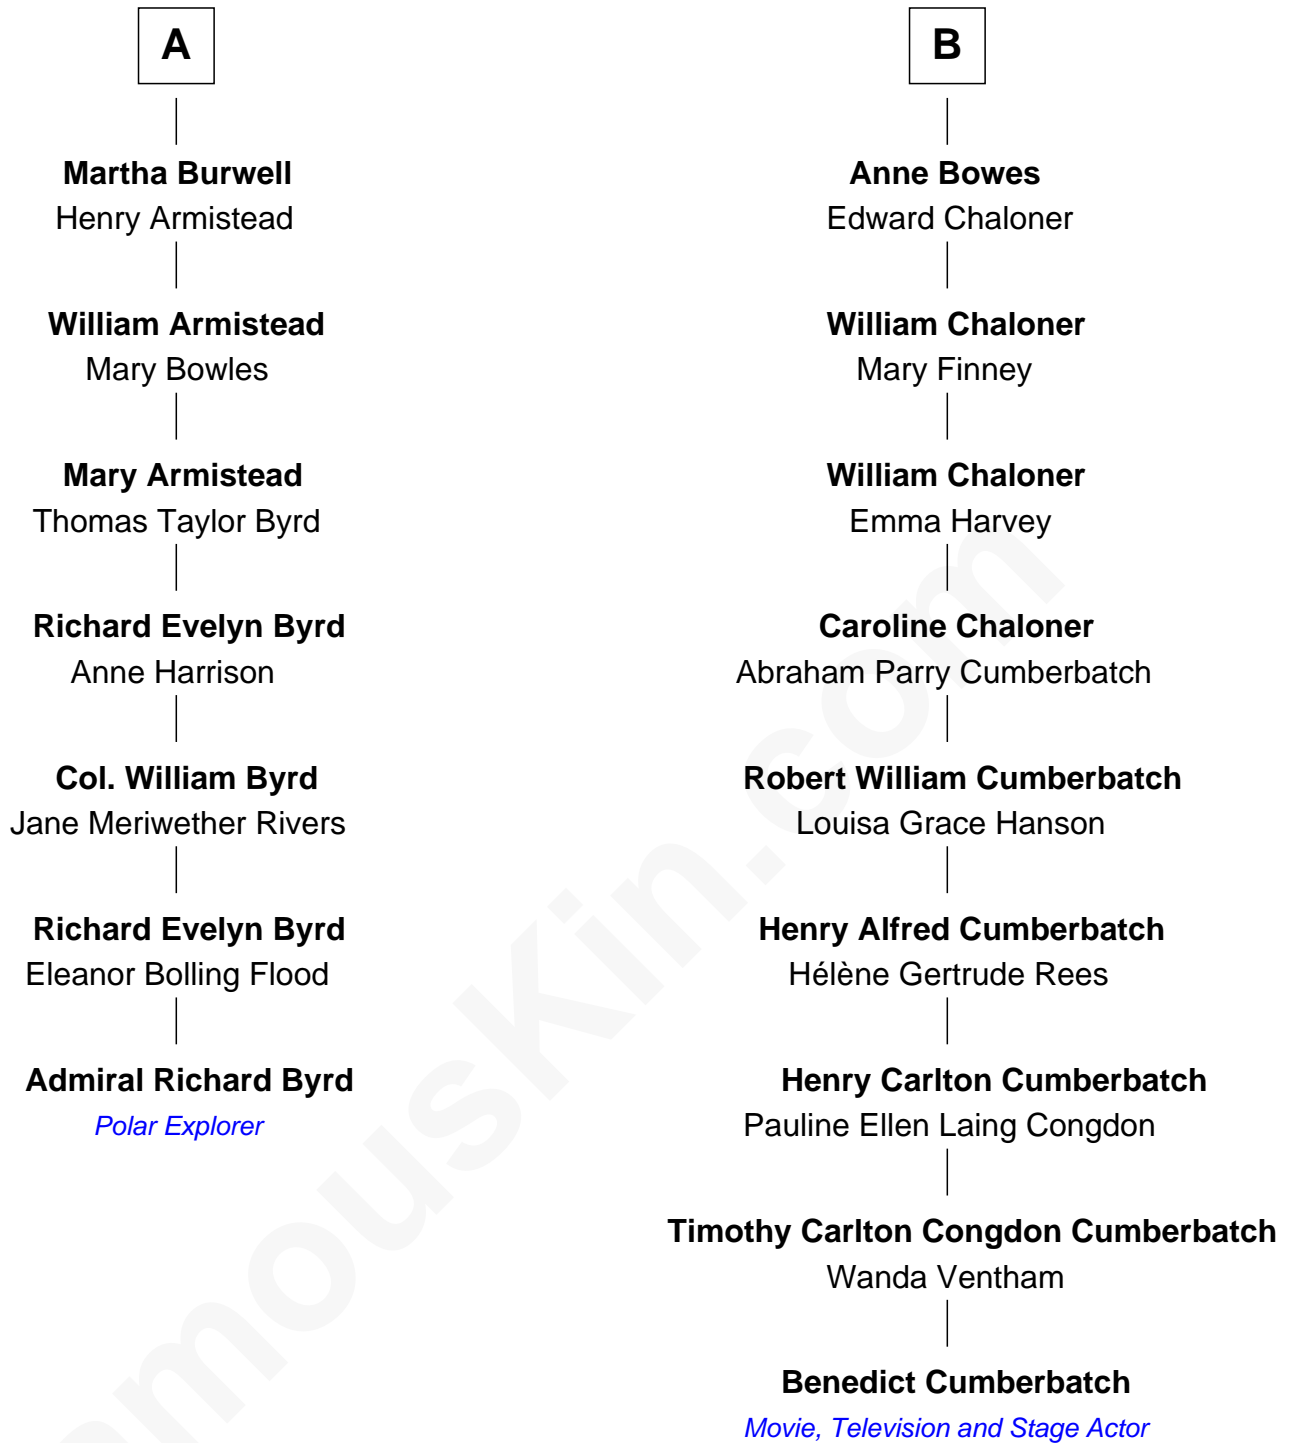 A
Martha Burwell
Henry Armistead
William Armistead
Mary Bowles
Mary Armistead
Thomas Taylor Byrd
Richard Evelyn Byrd
Anne Harrison
Col. William Byrd
Jane Meriwether Rivers
Richard Evelyn Byrd
Eleanor Bolling Flood
Admiral Richard Byrd
Polar Explorer
B
Anne Bowes
Edward Chaloner
William Chaloner
Mary Finney
William Chaloner
Emma Harvey
Caroline Chaloner
Abraham Parry Cumberbatch
Robert William Cumberbatch
Louisa Grace Hanson
Henry Alfred Cumberbatch
Hélène Gertrude Rees
Henry Carlton Cumberbatch
Pauline Ellen Laing Congdon
Timothy Carlton Congdon Cumberbatch
Wanda Ventham
Benedict Cumberbatch
Movie, Television and Stage Actor
amousKin.com